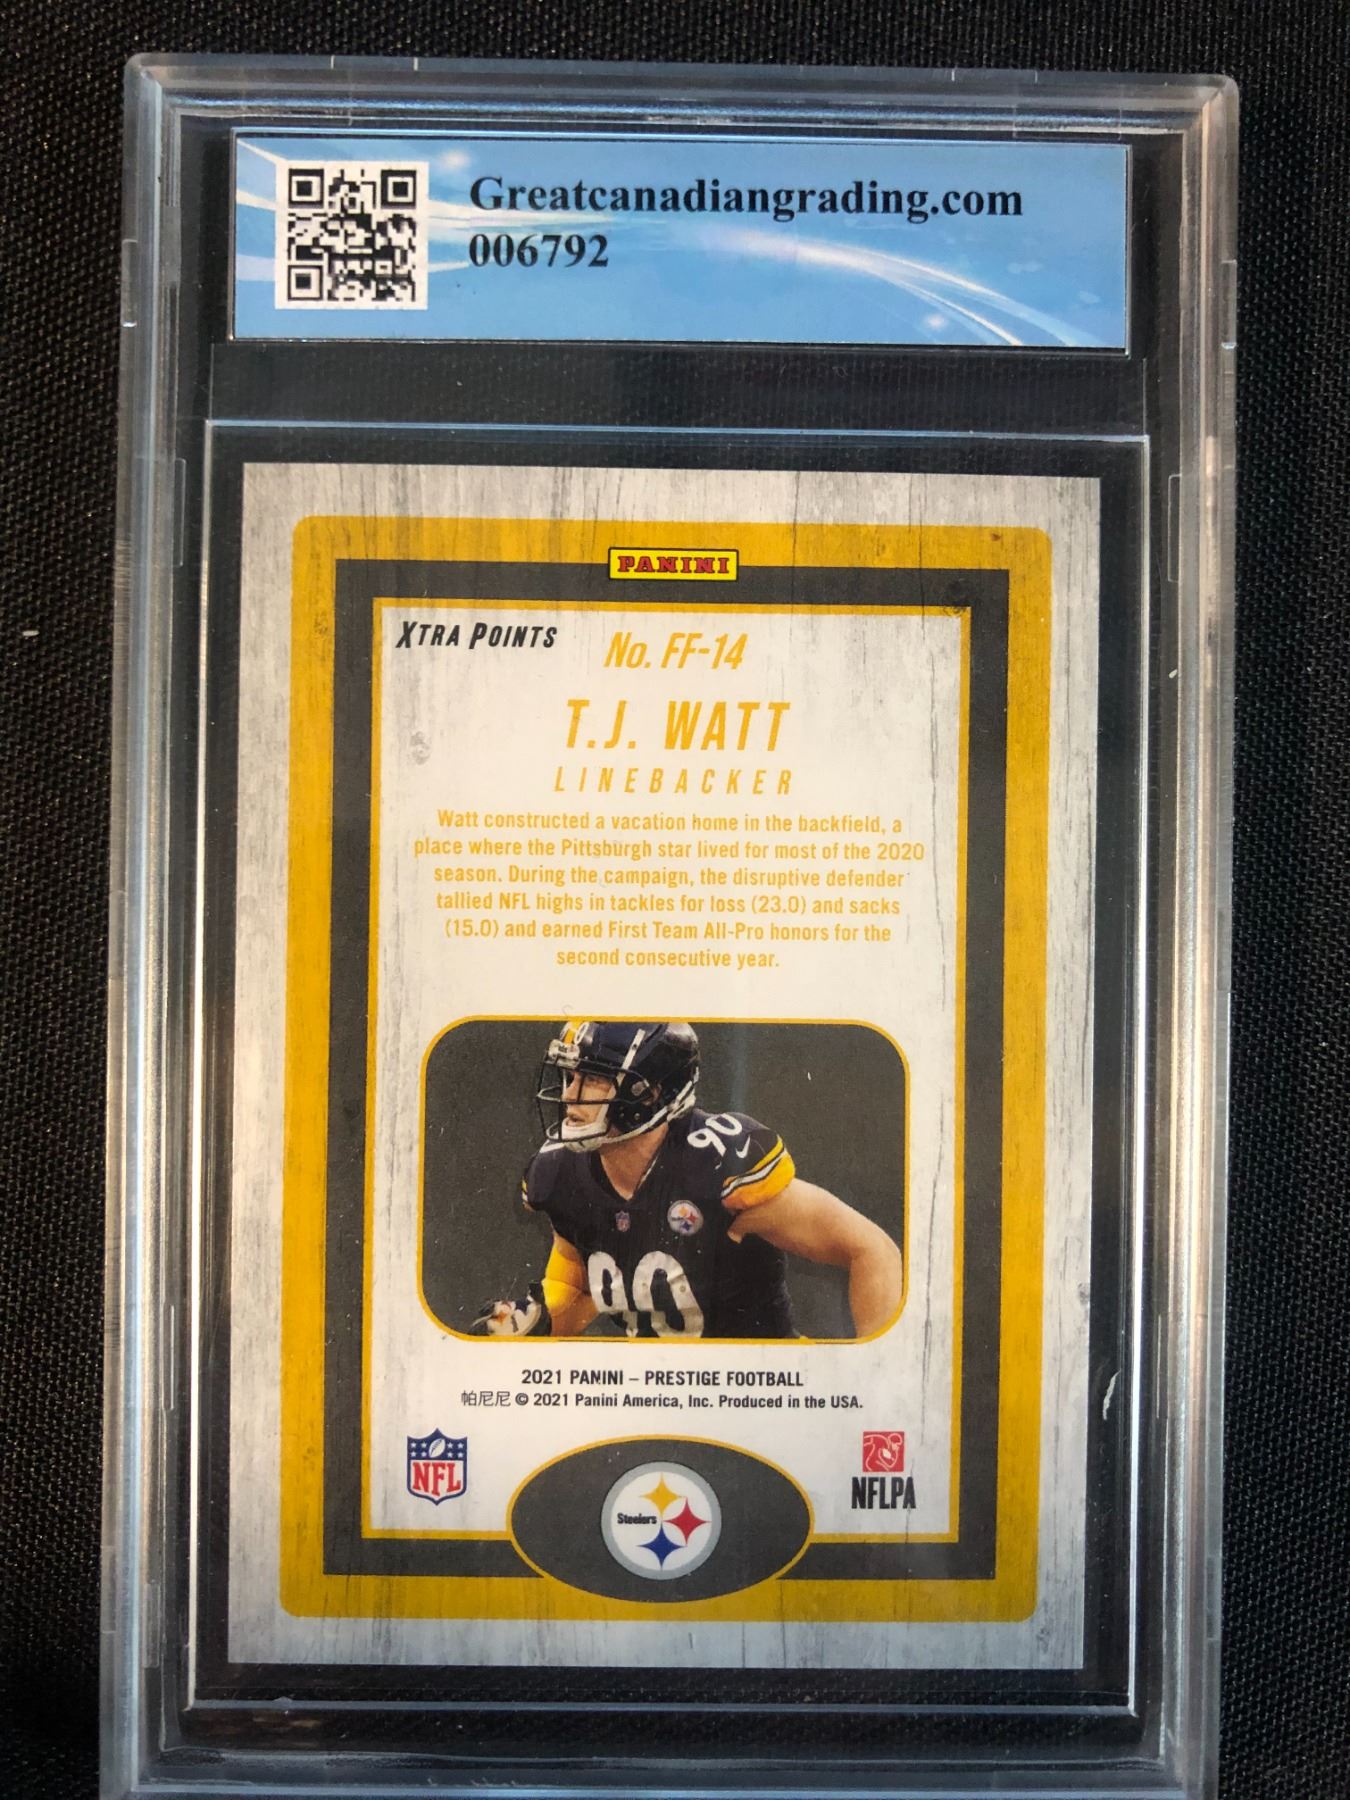 Greatcanadiangrading.com
006792
PANINI
XTRA POINTS
No. FF-14
T.J. WATT
LINEBACKER
Watt constructed a vacation home in the backfield, a
place where the Pittsburgh star lived for most of the 2020
season. During the campaign, the disruptive defender
tallied NFL highs in tackles for loss (23.0) and sacks
(15.0) and earned First Team All-Pro honors for the
second consecutive year.
90
90
2021 PANINI – PRESTIGE FOOTBALL
帕尼尼 © 2021 Panini America, Inc. Produced in the USA.
NFL
NFLPA
Steelers